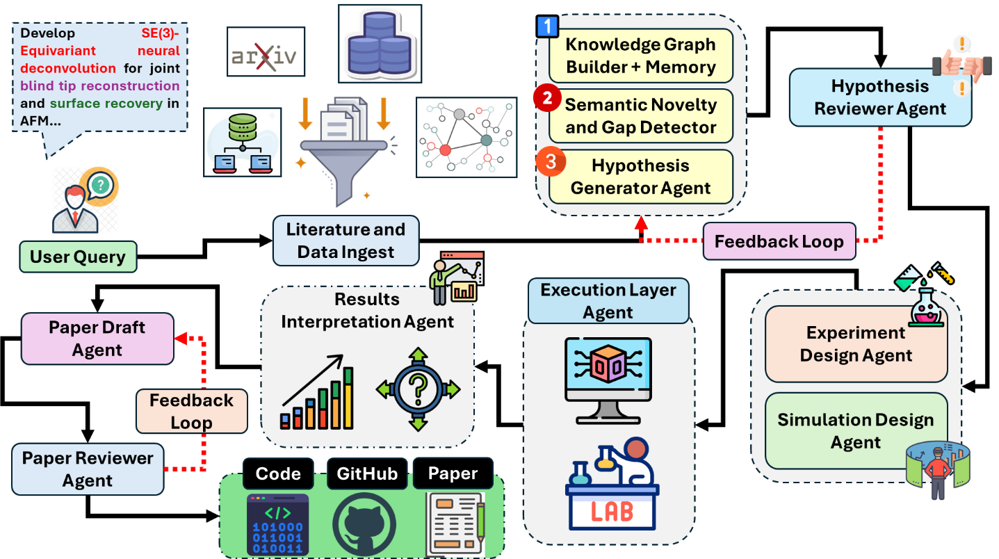 Develop SE(3)-
Equivariant neural
deconvolution for joint
blind tip reconstruction
and surface recovery in
AFM...
arXiv
1
Knowledge Graph
Builder + Memory
2
Semantic Novelty
and Gap Detector
3
Hypothesis
Generator Agent
Hypothesis
Reviewer Agent
!
!
?
User Query
Literature and
Data Ingest
Feedback Loop
Paper Draft
Agent
Results
Interpretation Agent
?
Execution Layer
Agent
Experiment
Design Agent
Simulation Design
Agent
Feedback
Loop
Paper Reviewer
Agent
LAB
Code
GitHub
Paper
</>
101000
011001
010011